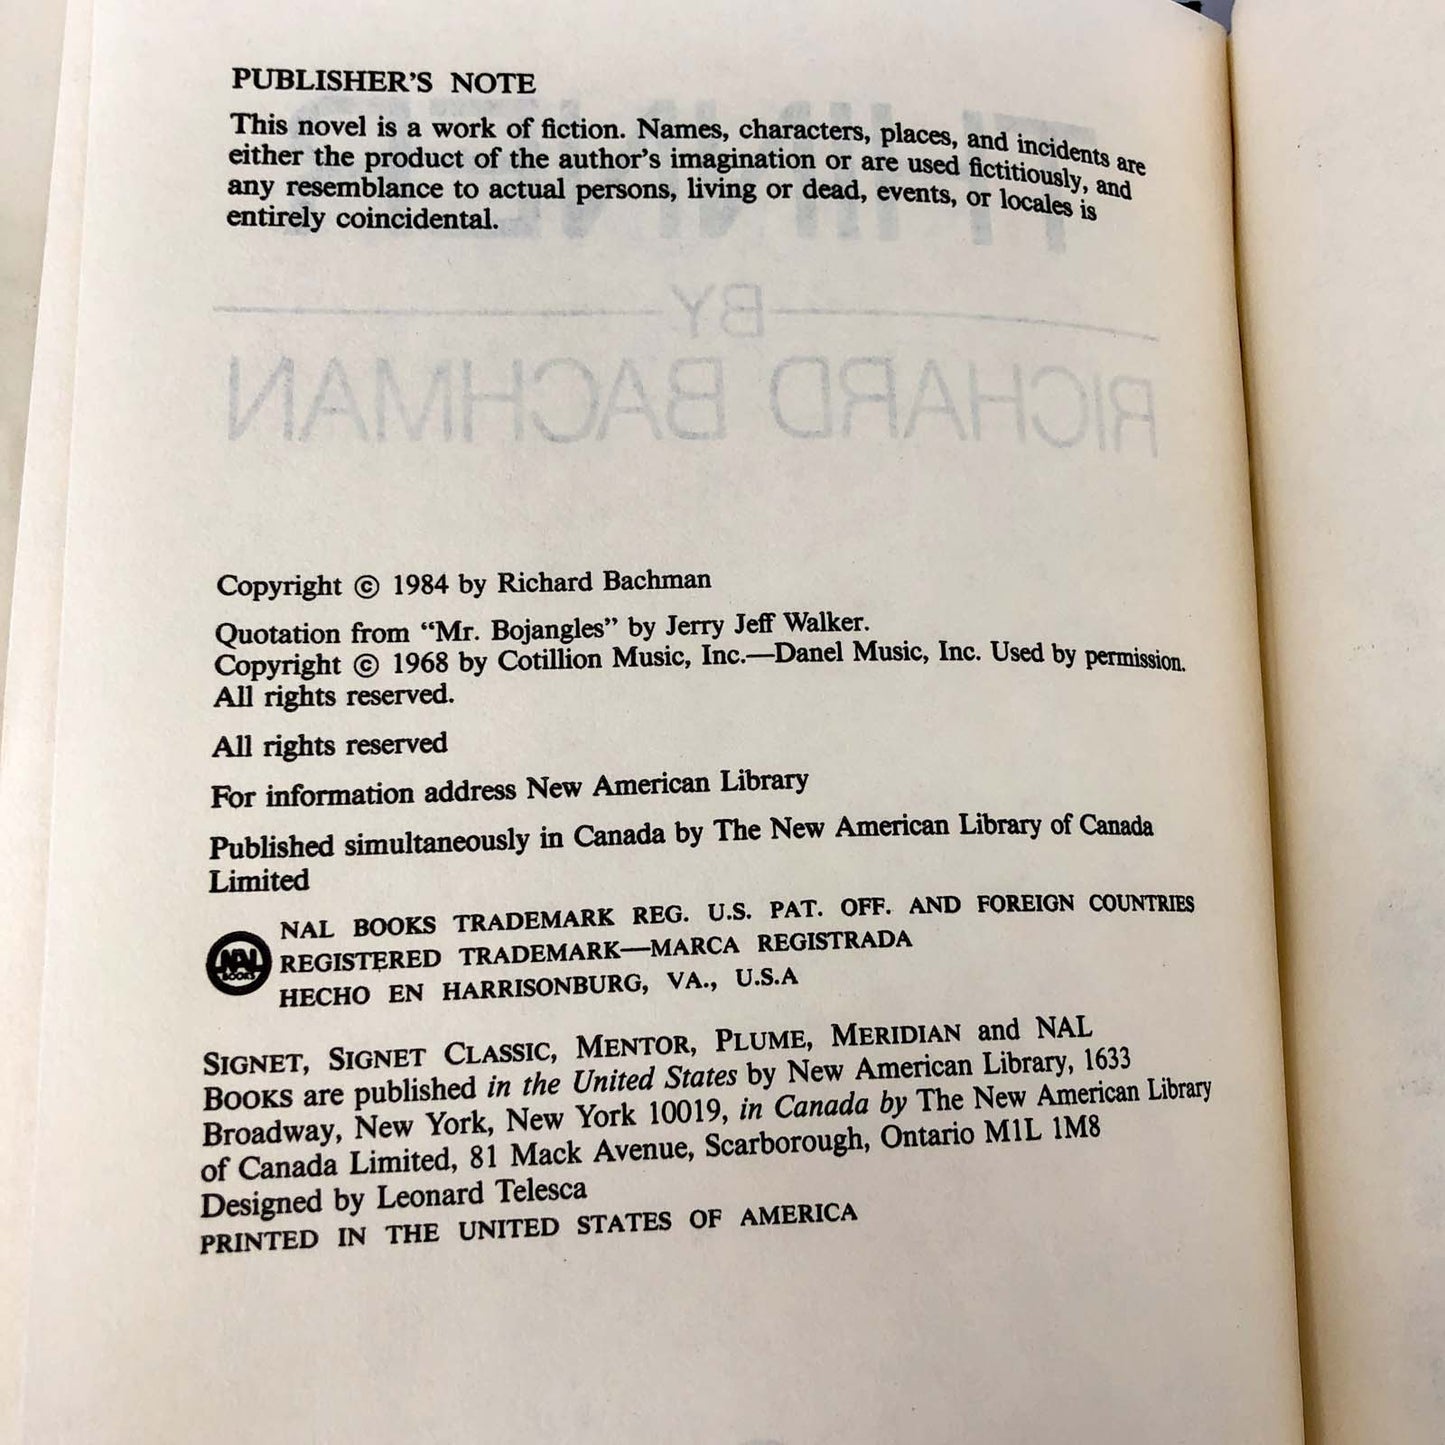 PUBLISHER'S NOTE
This novel is a work of fiction. Names, characters, places, and incidents are
either the product of the author's imagination or are used fictitiously, and
any resemblance to actual persons, living or dead, events, or locales is
entirely coincidental.
BY
RICHARD BACHMAN
Copyright © 1984 by Richard Bachman
Quotation from “Mr. Bojangles” by Jerry Jeff Walker.
Copyright © 1968 by Cotillion Music, Inc.—Danel Music, Inc. Used by permission.
All rights reserved.
All rights reserved
For information address New American Library
Published simultaneously in Canada by The New American Library of Canada
Limited
NAL BOOKS TRADEMARK REG. U.S. PAT. OFF. AND FOREIGN COUNTRIES
REGISTERED TRADEMARK—MARCA REGISTRADA
HECHO EN HARRISONBURG, VA., U.S.A
NAL
BOOKS
SIGNET, SIGNET CLASSIC, MENTOR, PLUME, MERIDIAN and NAL
BOOKS are published in the United States by New American Library, 1633
Broadway, New York, New York 10019, in Canada by The New American Library
of Canada Limited, 81 Mack Avenue, Scarborough, Ontario M1L 1M8
Designed by Leonard Telesca
PRINTED IN THE UNITED STATES OF AMERICA